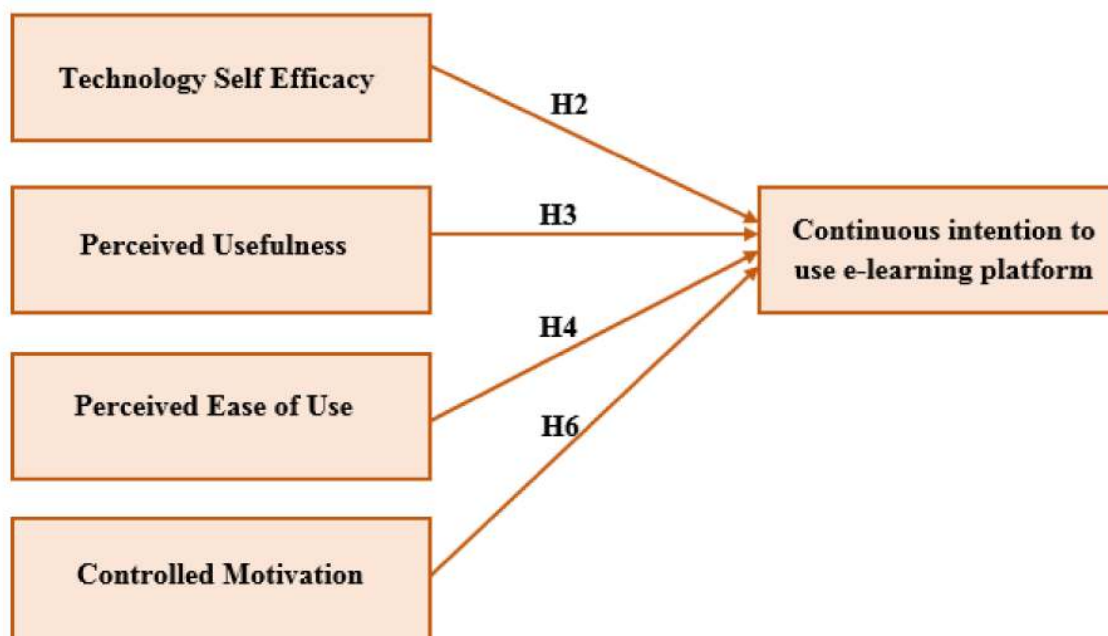 Technology Self Efficacy
H2
Perceived Usefulness
H3
Continuous intention to
use e-learning platform
Perceived Ease of Use
H4
H6
Controlled Motivation